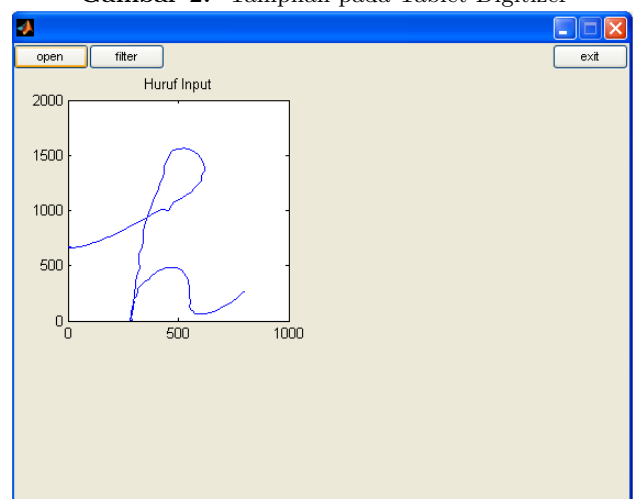 Gambar 2. Tampilan pada Tablet Digitizer
open filter exit
Huruf Input
2000
1500
1000
500
0
0 500 1000